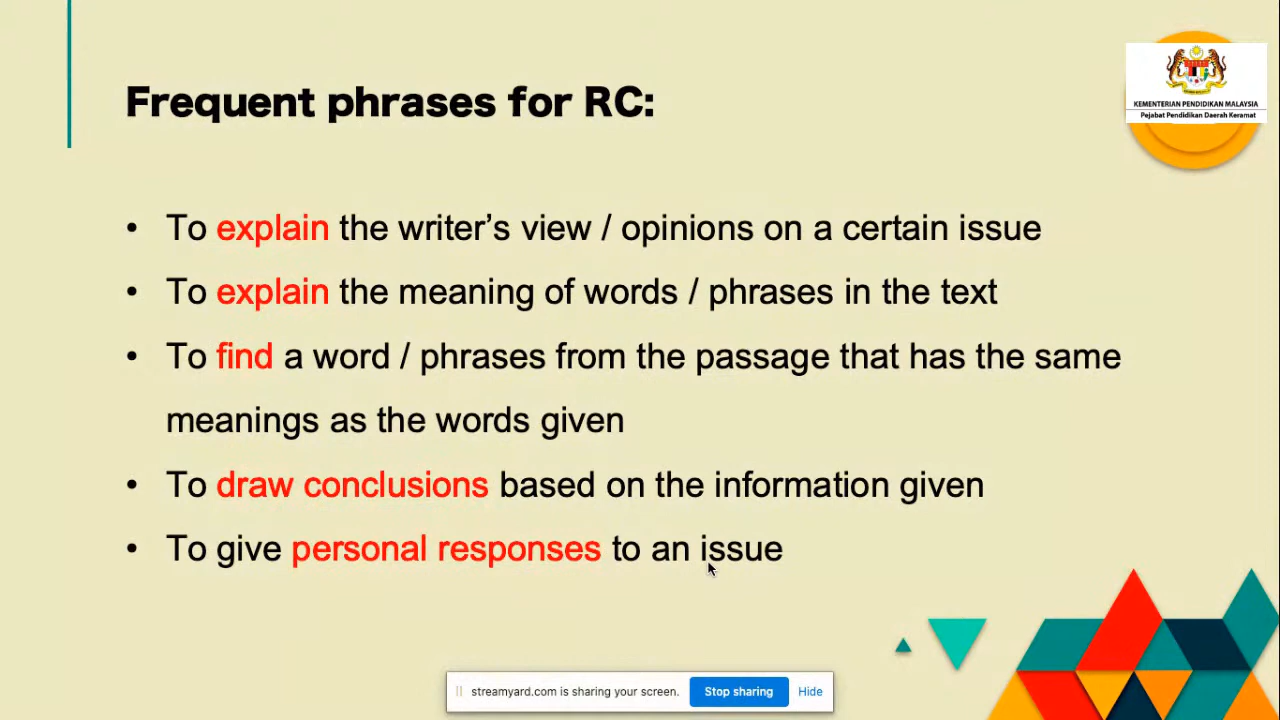 KEMENTERIAN PENDIDIKAN MALAYSIA
Pejabat Pendidikan Daerah Keramat
Frequent phrases for RC:
• To explain the writer’s view / opinions on a certain issue
• To explain the meaning of words / phrases in the text
• To find a word / phrases from the passage that has the same
meanings as the words given
• To draw conclusions based on the information given
• To give personal responses to an issue
streamyard.com is sharing your screen. Stop sharing Hide